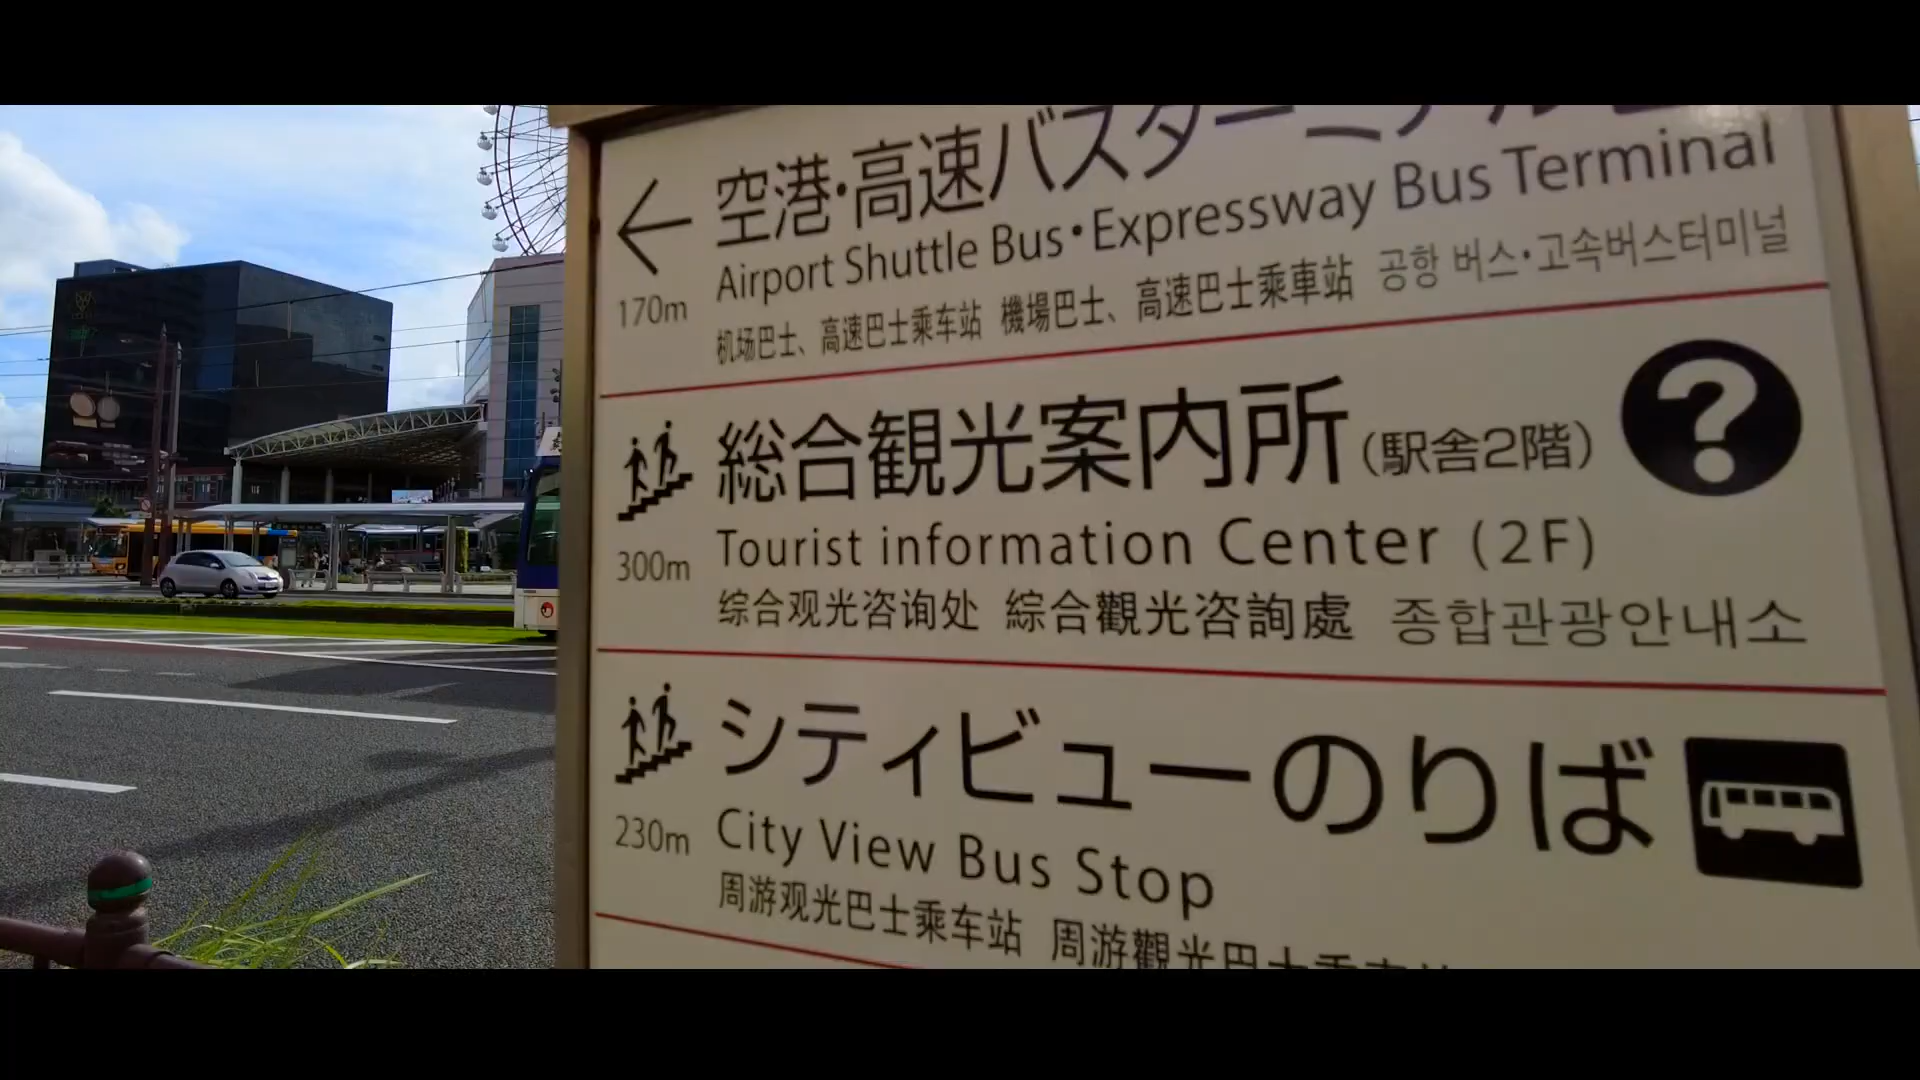 空港・高速バスターミナル
Airport Shuttle Bus・Expressway Bus Terminal
170m
机场巴士、高速巴士乘车站 機場巴士、高速巴士乘車站 공항 버스・고속버스터미널
総合観光案内所(駅舎2階)
?
300m
Tourist information Center (2F)
综合观光咨询处 綜合觀光咨詢處 종합관광안내소
シティビューのりば
230m
City View Bus Stop
周游观光巴士乘车站 周游觀光巴士乘車站